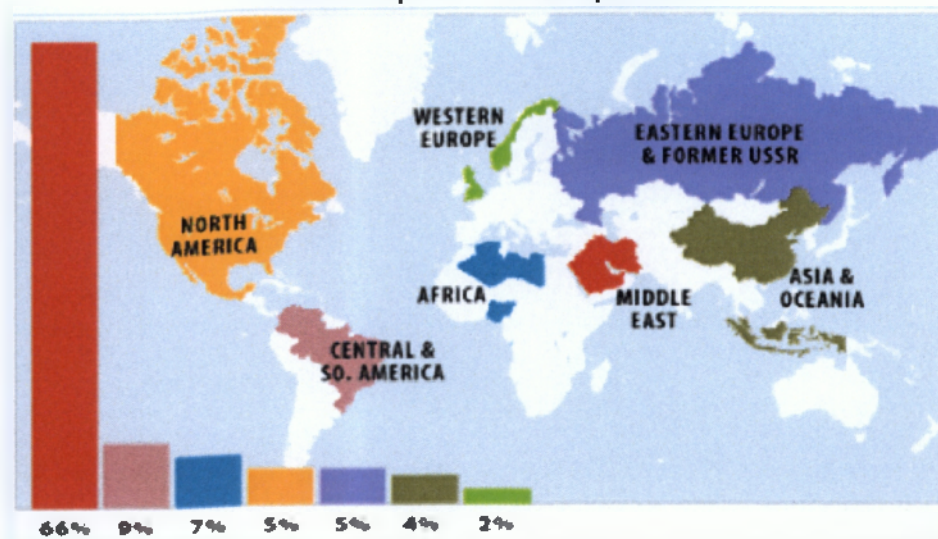 WESTERN
EUROPE
EASTERN EUROPE
& FORMER USSR
NORTH
AMERICA
AFRICA
MIDDLE
EAST
ASIA &
OCEANIA
CENTRAL &
SO. AMERICA
66% 9% 7% 5% 5% 4% 2%